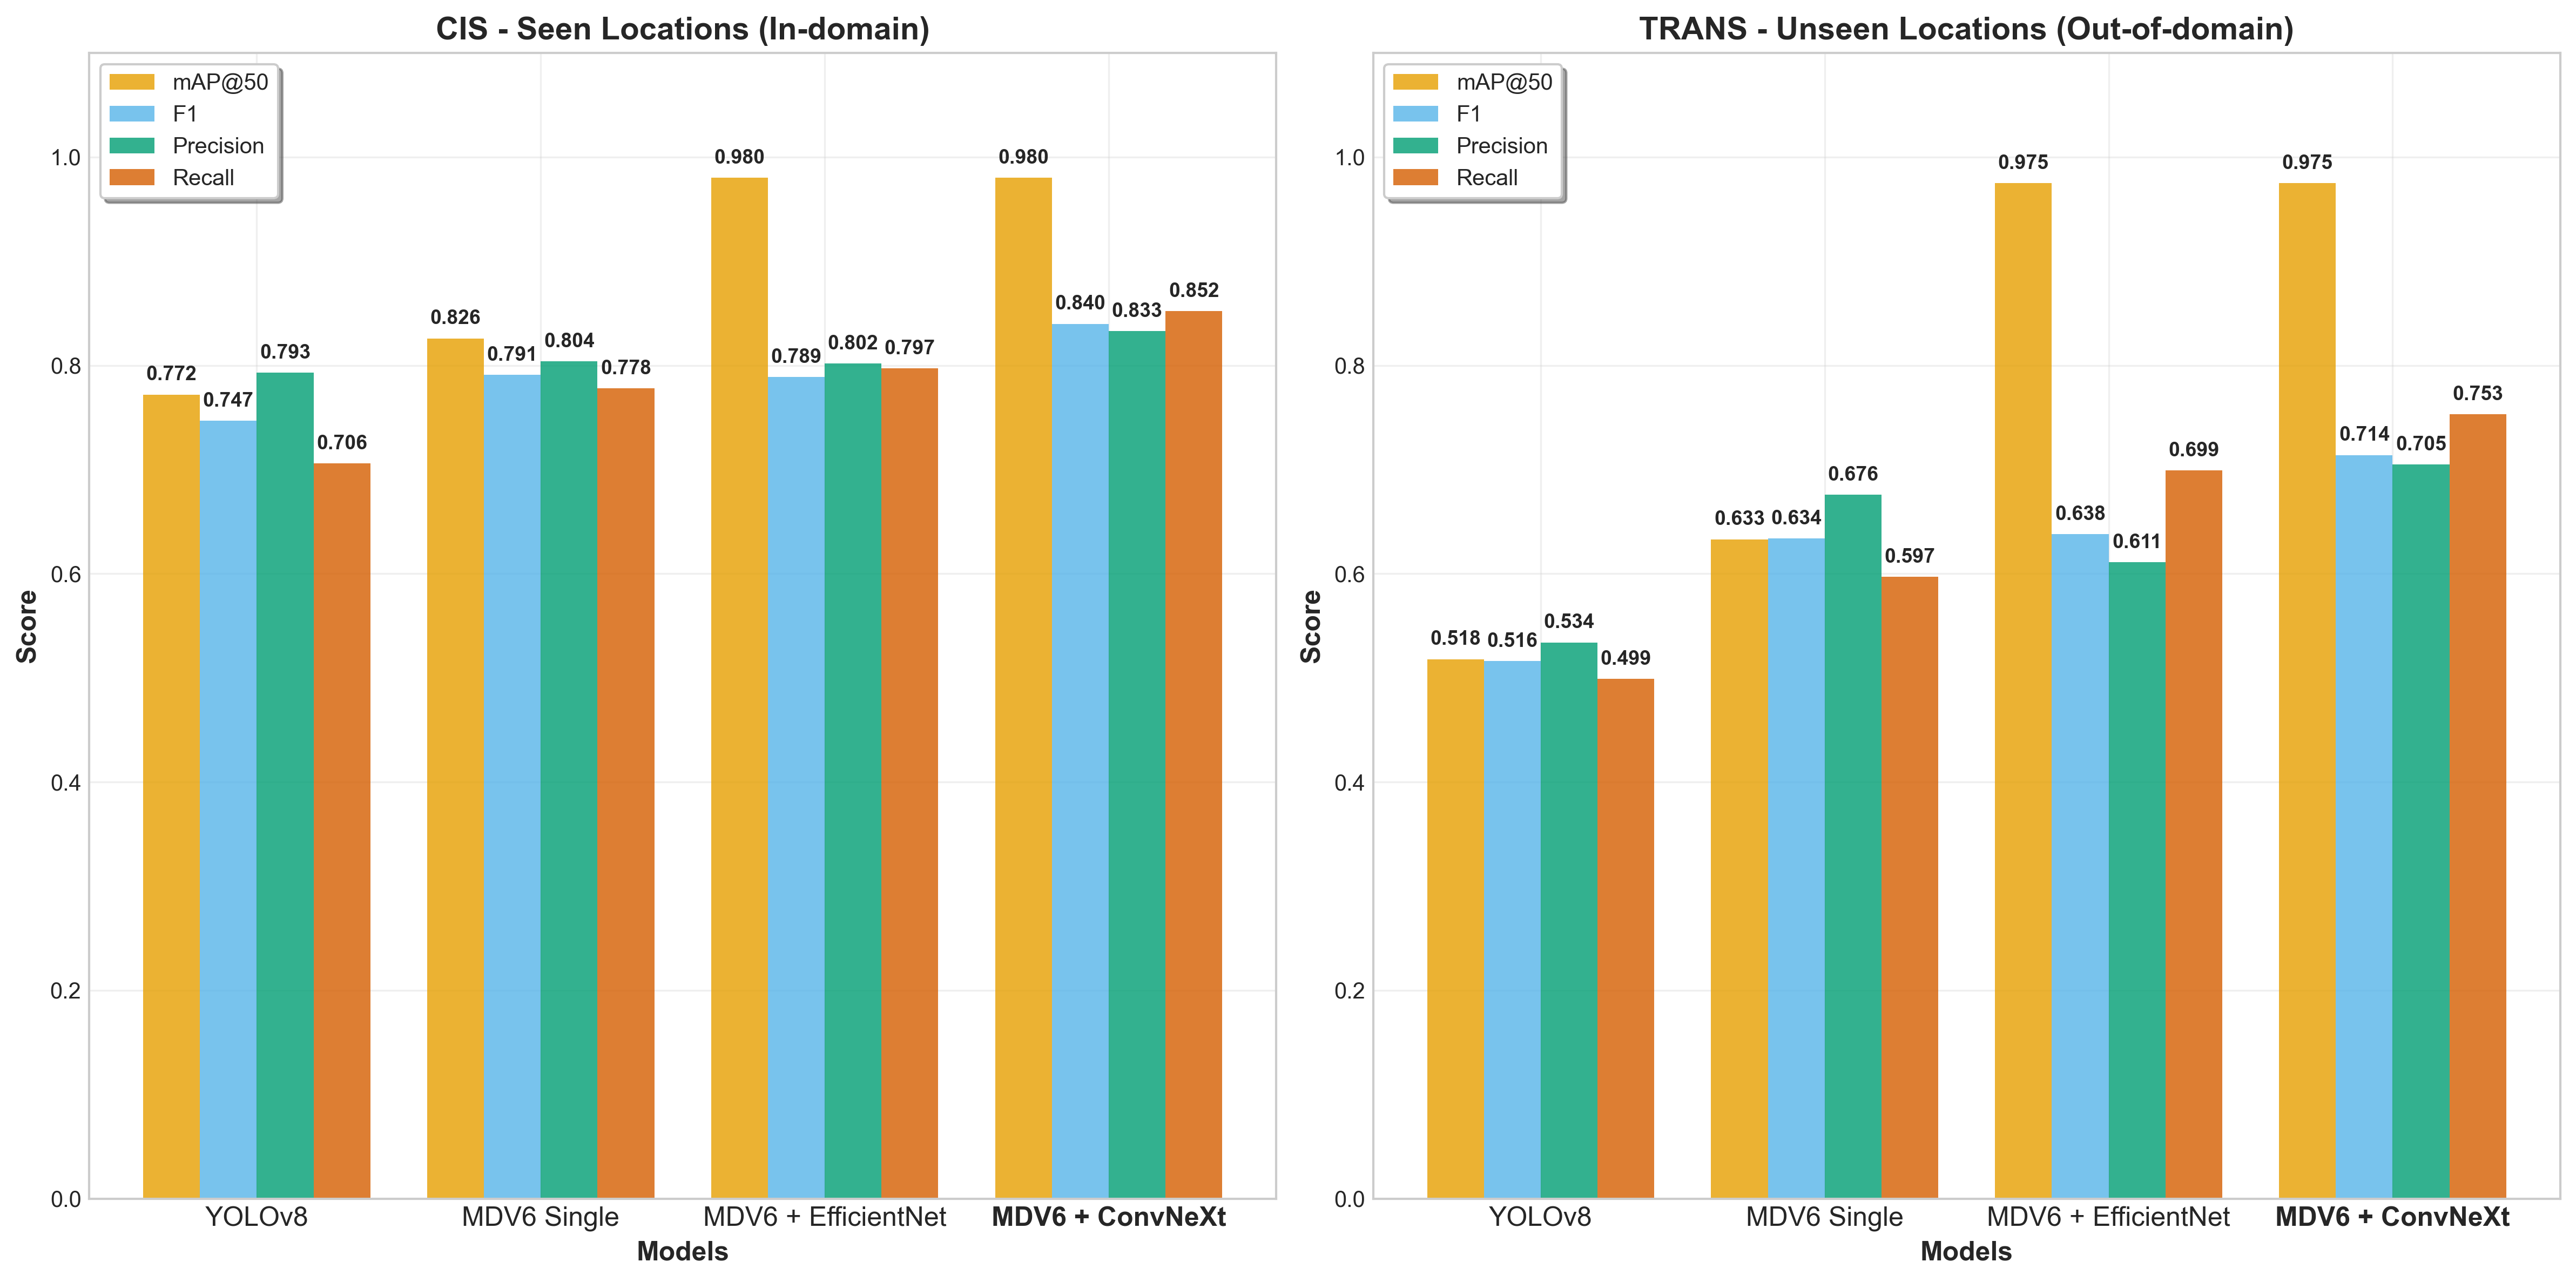 CIS - Seen Locations (In-domain)
mAP@50
F1
Precision
Recall
Score
1.0
0.8
0.6
0.4
0.2
0.0
0.772
0.747
0.793
0.706
0.826
0.791
0.804
0.778
0.980
0.789
0.802
0.797
0.980
0.840
0.833
0.852
YOLOv8
MDV6 Single
MDV6 + EfficientNet
MDV6 + ConvNeXt
Models
TRANS - Unseen Locations (Out-of-domain)
mAP@50
F1
Precision
Recall
Score
1.0
0.8
0.6
0.4
0.2
0.0
0.518
0.516
0.534
0.499
0.633
0.634
0.676
0.597
0.975
0.638
0.611
0.699
0.975
0.714
0.705
0.753
YOLOv8
MDV6 Single
MDV6 + EfficientNet
MDV6 + ConvNeXt
Models